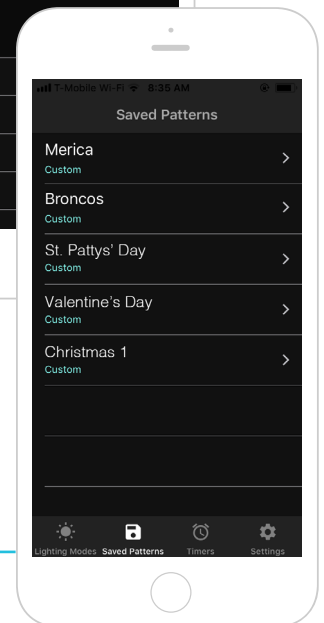 T-Mobile Wi-Fi 8:35 AM
Saved Patterns
Merica
Custom
Broncos
Custom
St. Pattys' Day
Custom
Valentine's Day
Custom
Christmas 1
Custom
Lighting Modes Saved Patterns Timers Settings